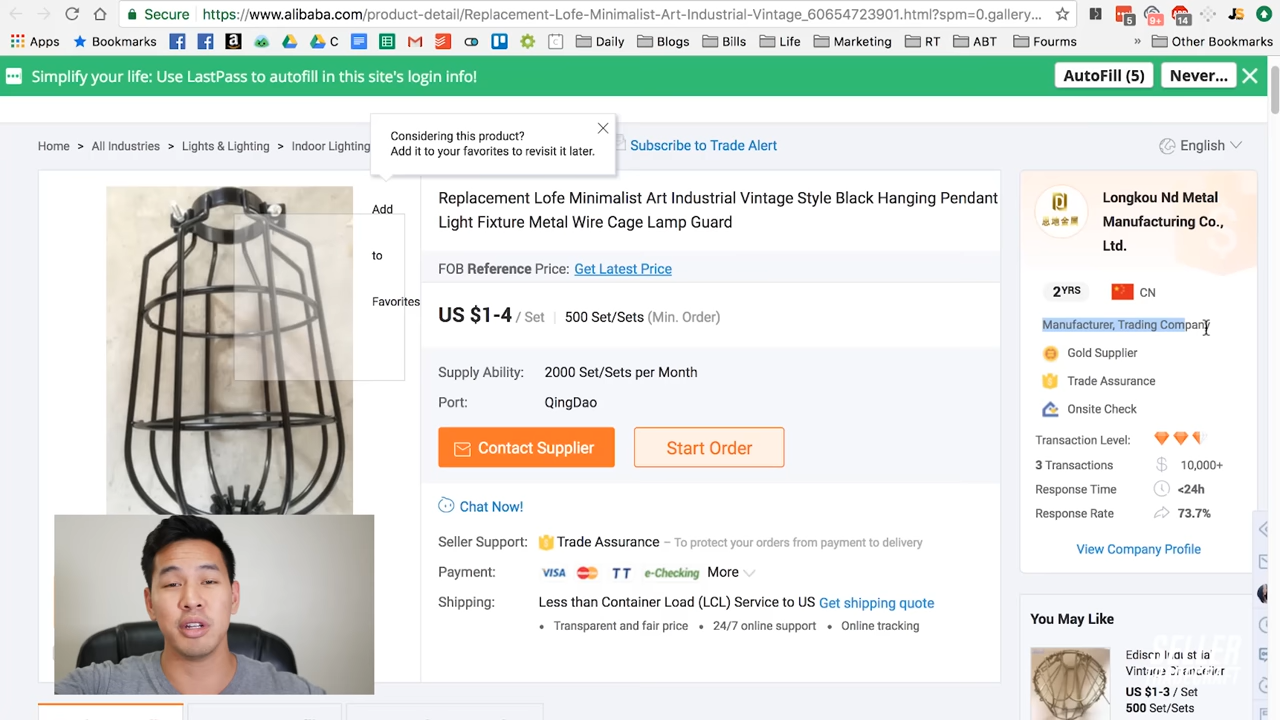 Secure
https://www.alibaba.com/product-detail/Replacement-Lofe-Minimalist-Art-Industrial-Vintage_60654723901.html?spm=0.gallery...
5
9+
14
JS
Apps
Bookmarks
C
Daily
Blogs
Bills
Life
Marketing
RT
ABT
Fourms
»
Other Bookmarks
Simplify your life: Use LastPass to autofill in this site's login info!
AutoFill (5)
Never...
Considering this product?
Add it to your favorites to revisit it later.
Home > All Industries > Lights & Lighting > Indoor Lighting
Subscribe to Trade Alert
English
Add
to
Favorites
Replacement Lofe Minimalist Art Industrial Vintage Style Black Hanging Pendant
Light Fixture Metal Wire Cage Lamp Guard
FOB Reference Price: Get Latest Price
US $1-4 / Set
500 Set/Sets (Min. Order)
Supply Ability: 2000 Set/Sets per Month
Port: QingDao
Contact Supplier
Start Order
Chat Now!
Seller Support: Trade Assurance – To protect your orders from payment to delivery
Payment: VISA TT e-Checking More
Shipping: Less than Container Load (LCL) Service to US Get shipping quote
• Transparent and fair price • 24/7 online support • Online tracking
Longkou Nd Metal
Manufacturing Co.,
Ltd.
2YRS
CN
Manufacturer, Trading Company
Gold Supplier
Trade Assurance
Onsite Check
Transaction Level:
3 Transactions $ 10,000+
Response Time <24h
Response Rate 73.7%
View Company Profile
You May Like
Edison Industrial
Vintage Chandelier
US $1-3 / Set
500 Set/Sets
SELLER